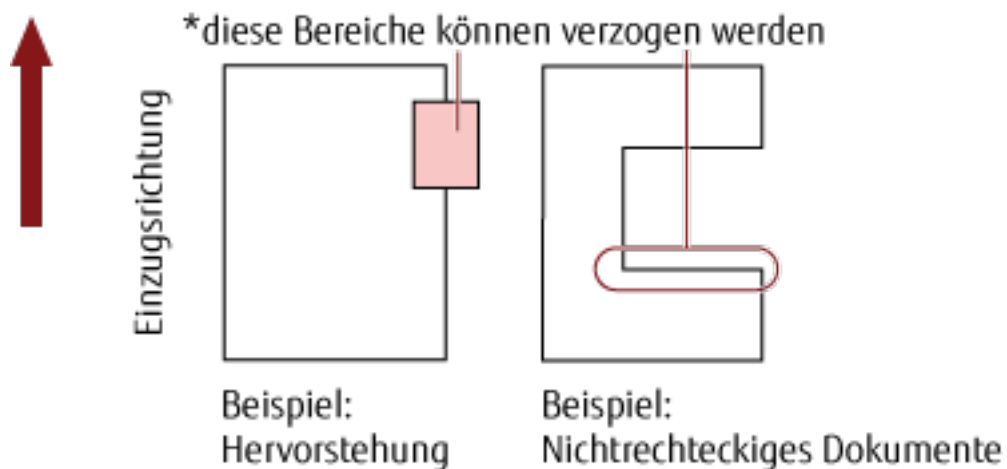 *diese Bereiche können verzogen werden
Einzugsrichtung
Beispiel:
Hervorstehung
Beispiel:
Nichtrechteckiges Dokumente